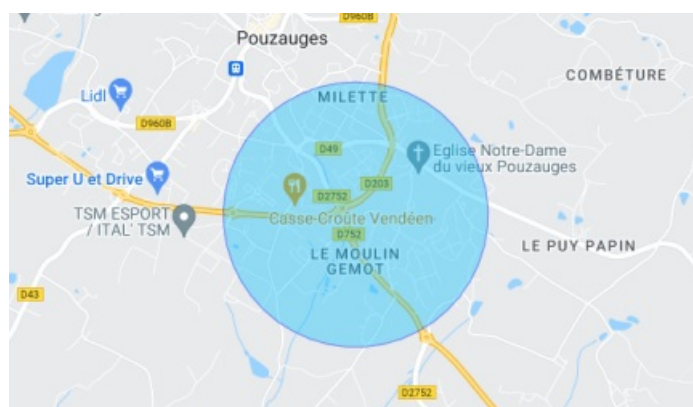 D960B
Pouzauges
COMBÉTURE
Lidl
MILETTE
D960B
D49
Eglise Notre-Dame
du vieux Pouzauges
Super U et Drive
D2752
D203
TSM ESPORT
/ ITAL' TSM
Casse-Croûte Vendéen
D752
LE MOULIN
GEMOT
LE PUY PAPIN
D43
D2752